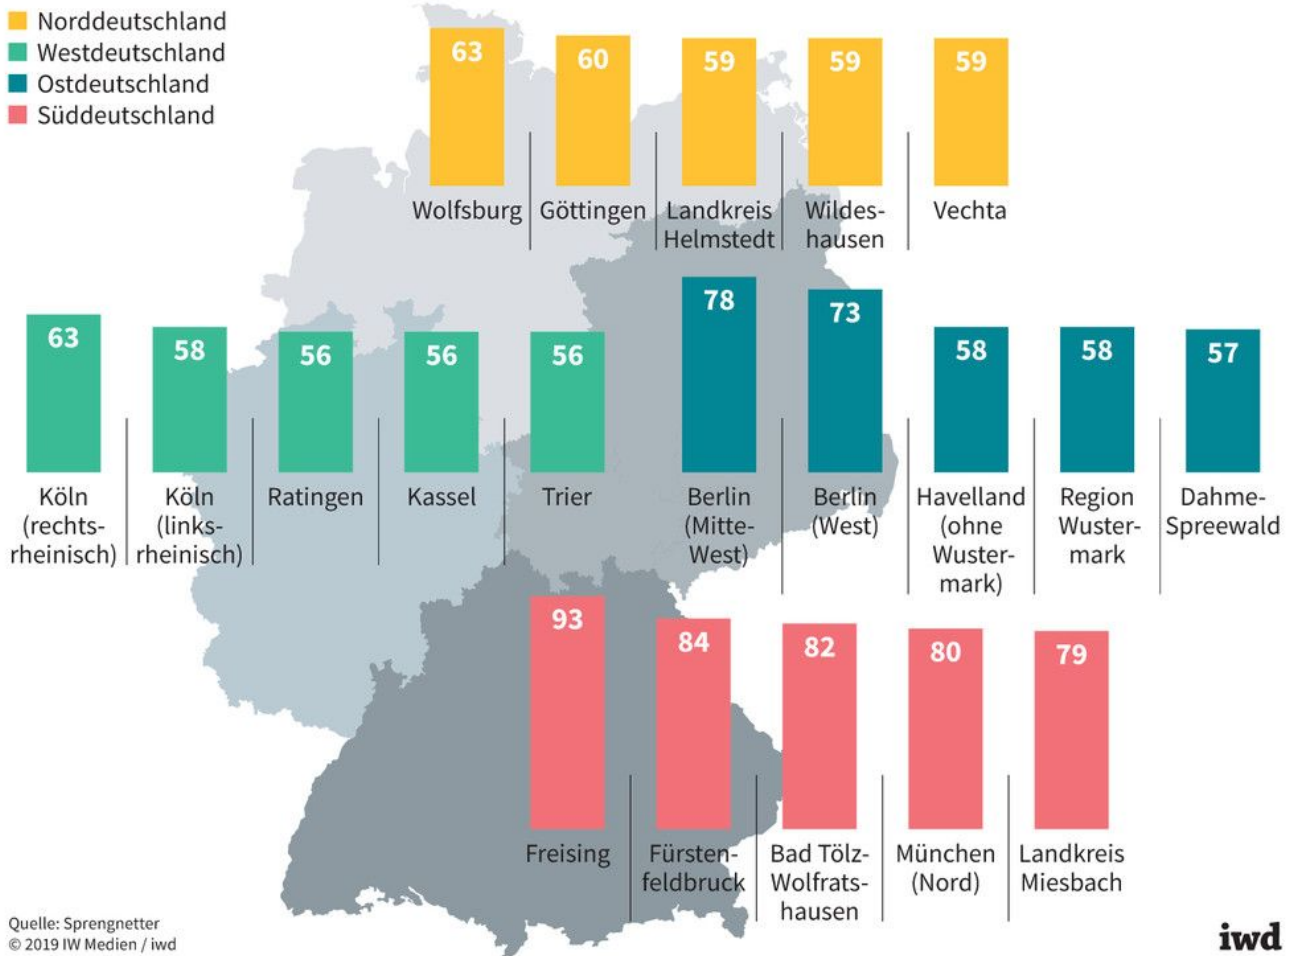 Norddeutschland
Westdeutschland
Ostdeutschland
Süddeutschland
63 60 59 59 59
Wolfsburg Göttingen Landkreis Wildes- Vechta
Helmstedt hausen
63 58 56 56 56 78 73 58 58 57
Köln Köln Ratingen Kassel Trier Berlin Berlin Havelland Region Dahme-
(rechts- (links- (Mitte- (West) (ohne Wuster- Spreewald
rheinisch) rheinisch) West) Wuster- mark
mark)
93 84 82 80 79
Freising Fürsten- Bad Tölz- München Landkreis
feldbruck Wolfrats- (Nord) Miesbach
hausen
Quelle: Sprengnetter
© 2019 IW Medien / iwd
iwd